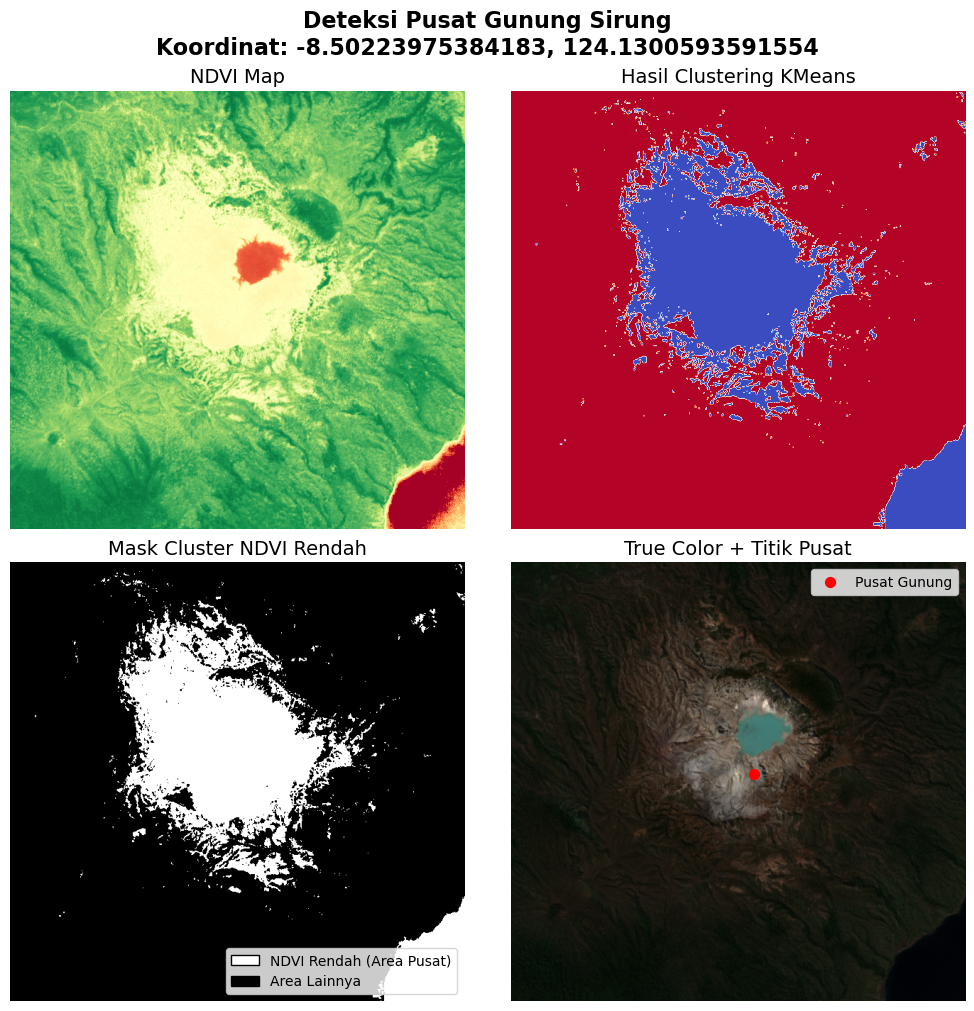 Deteksi Pusat Gunung Sirung
Koordinat: -8.50223975384183, 124.1300593591554
NDVI Map
Hasil Clustering KMeans
Mask Cluster NDVI Rendah
True Color + Titik Pusat
Pusat Gunung
NDVI Rendah (Area Pusat)
Area Lainnya